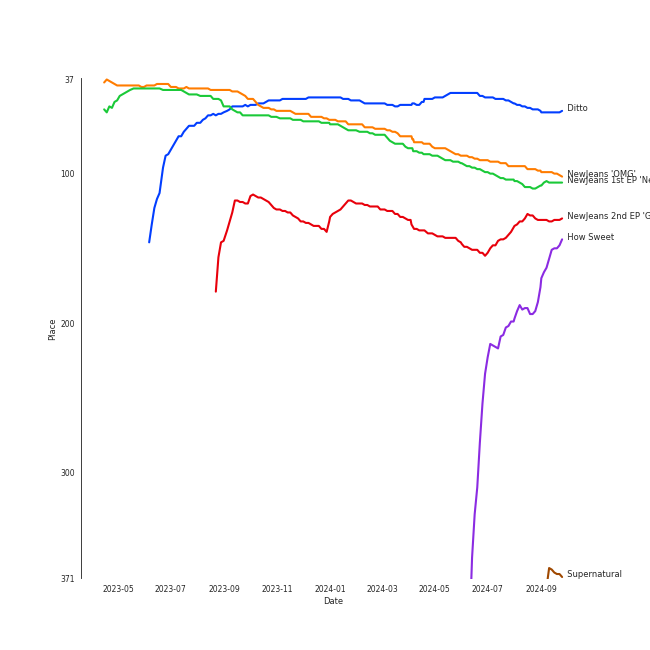 37
100
200
300
371
Place
2023-05
2023-07
2023-09
2023-11
2024-01
2024-03
2024-05
2024-07
2024-09
Date
Ditto
NewJeans 'OMG'
NewJeans 1st EP 'Ne
NewJeans 2nd EP 'G
How Sweet
Supernatural